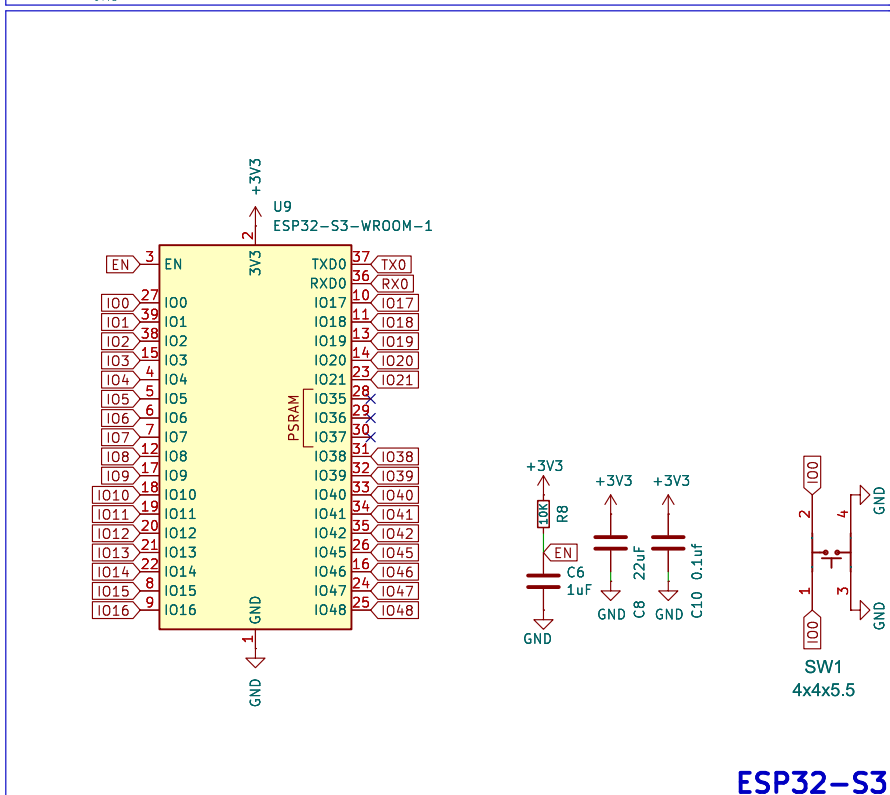 +3V3
U9
ESP32-S3-WROOM-1
2
3V3
EN 3 EN
TXD0 37 TX0
RXD0 36 RX0
IO0 27 IO0
IO17 10 IO17
IO1 39 IO1
IO18 11 IO18
IO2 38 IO2
IO19 13 IO19
IO3 15 IO3
IO20 14 IO20
IO4 4 IO4
IO21 23 IO21
IO5 5 IO5
IO35 28
IO6 6 IO6
IO36 29
IO7 7 IO7
IO37 30
PSRAM
IO8 12 IO8
IO38 31 IO38
IO9 17 IO9
IO39 32 IO39
IO10 18 IO10
IO40 33 IO40
IO11 19 IO11
IO41 34 IO41
IO12 20 IO12
IO42 35 IO42
IO13 21 IO13
IO45 26 IO45
IO14 22 IO14
IO46 16 IO46
IO15 8 IO15
IO47 24 IO47
IO16 9 IO16
IO48 25 IO48
GND
1
GND
+3V3
10K
R8
EN
C6
1uF
GND
+3V3
22uF
C8
GND
+3V3
0.1uf
C10
GND
IO0
2
4
GND
1
3
GND
IO0
SW1
4x4x5.5
ESP32-S3